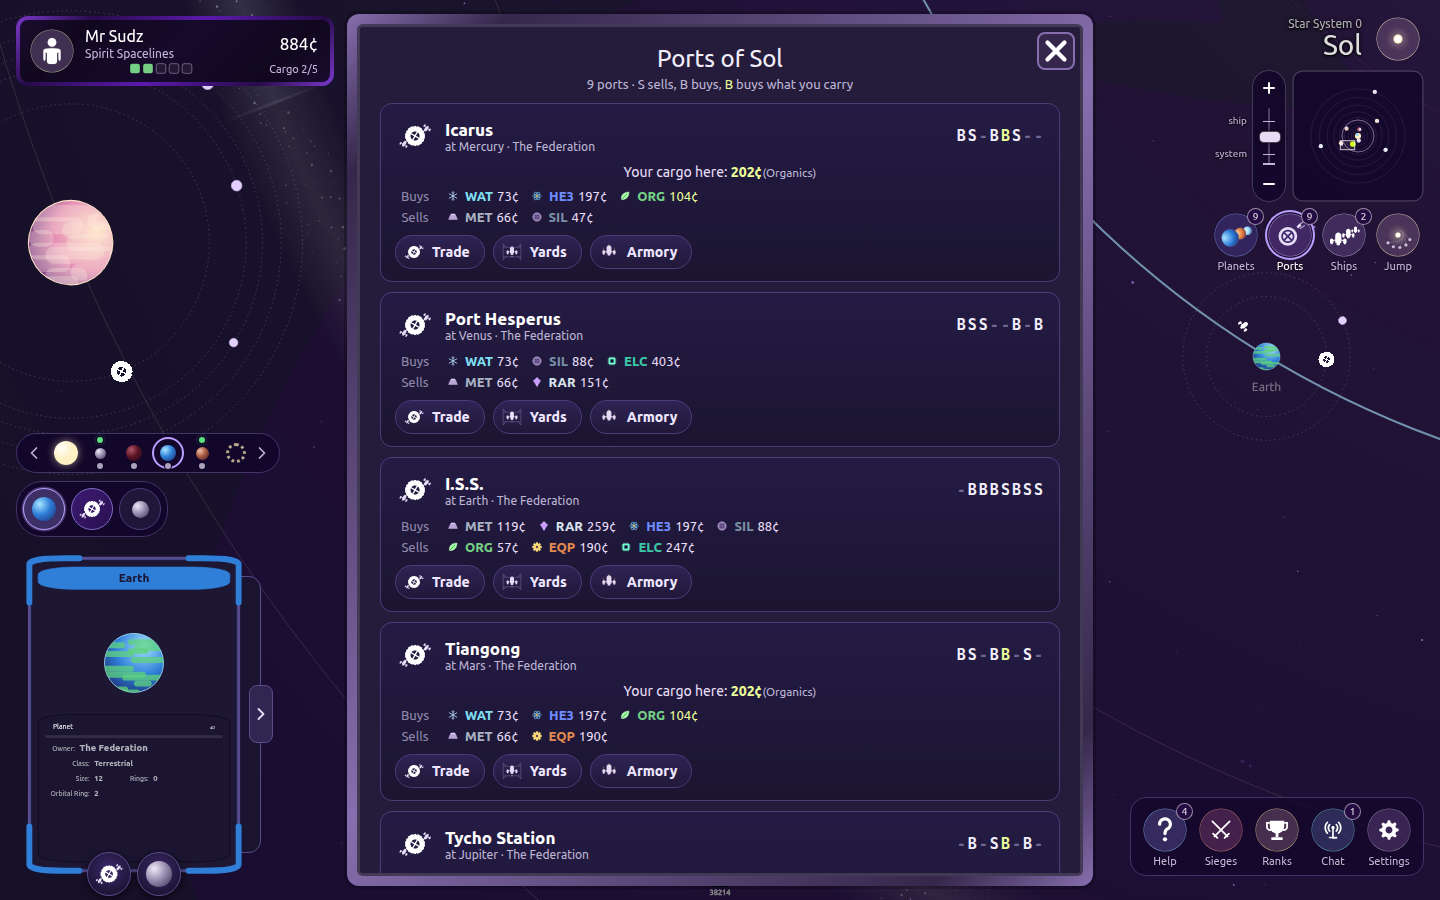 Mr Sudz
Spirit Spacelines
884¢
Cargo 2/5
Ports of Sol
9 ports · S sells, B buys, B buys what you carry
Icarus
at Mercury · The Federation
BS-BBS--
Your cargo here: 202¢(Organics)
Buys WAT 73¢ HE3 197¢ ORG 104¢
Sells MET 66¢ SIL 47¢
Trade Yards Armory
Port Hesperus
at Venus · The Federation
BSS--B-B
Buys WAT 73¢ SIL 88¢ ELC 403¢
Sells MET 66¢ RAR 151¢
Trade Yards Armory
I.S.S.
at Earth · The Federation
-BBBSBSS
Buys MET 119¢ RAR 259¢ HE3 197¢ SIL 88¢
Sells ORG 57¢ EQP 190¢ ELC 247¢
Trade Yards Armory
Tiangong
at Mars · The Federation
BS-BB-S-
Your cargo here: 202¢(Organics)
Buys WAT 73¢ HE3 197¢ ORG 104¢
Sells MET 66¢ EQP 190¢
Trade Yards Armory
Tycho Station
at Jupiter · The Federation
-B-SB-B-
Star System 0
Sol
ship
system
9 9 2
Planets Ports Ships Jump
Earth
Earth
Planet
Owner: The Federation
Class: Terrestrial
Size: 12 Rings: 0
Orbital Ring: 2
4 1
Help Sieges Ranks Chat Settings
38214